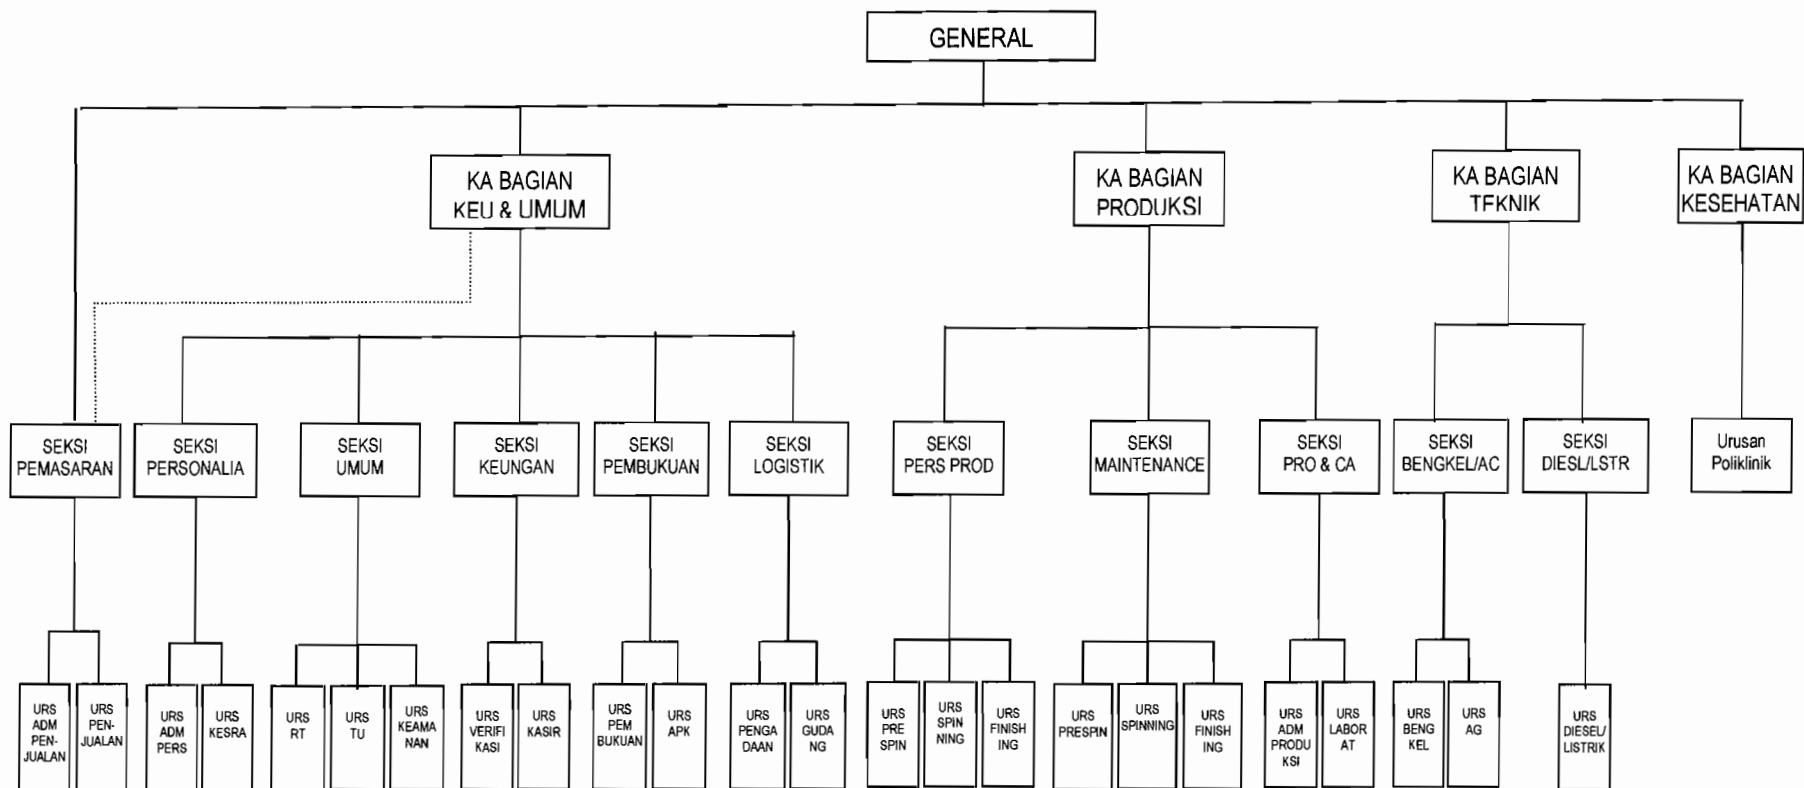 GENERAL
KA BAGIAN
KEU & UMUM
KA BAGIAN
PRODUKSI
KA BAGIAN
TFKNIK
KA BAGIAN
KESEHATAN
SEKSI
PEMASARAN
SEKSI
PERSONALIA
SEKSI
UMUM
SEKSI
KEUNGAN
SEKSI
PEMBUKUAN
SEKSI
LOGISTIK
SEKSI
PERS PROD
SEKSI
MAINTENANCE
SEKSI
PRO & CA
SEKSI
BENGKEL/AC
SEKSI
DIESL/LSTR
Urusan
Poliklinik
URS
ADM
PEN-
JUALAN
URS
PEN-
JUALAN
URS
ADM
PERS
URS
KESRA
URS
RT
URS
TU
URS
KEAMA
NAN
URS
VERIFI
KASI
URS
KASIR
URS
PEM
BUKUAN
URS
APK
URS
PENGA
DAAN
URS
GUDA
NG
URS
PRE
SPIN
URS
SPIN
NING
URS
FINISH
ING
URS
PRESPIN
URS
SPINNING
URS
FINISH
ING
URS
ADM
PRODU
KSI
URS
LABOR
AT
URS
BENG
KEL
URS
AG
URS
DIESEL/
LISTRIK